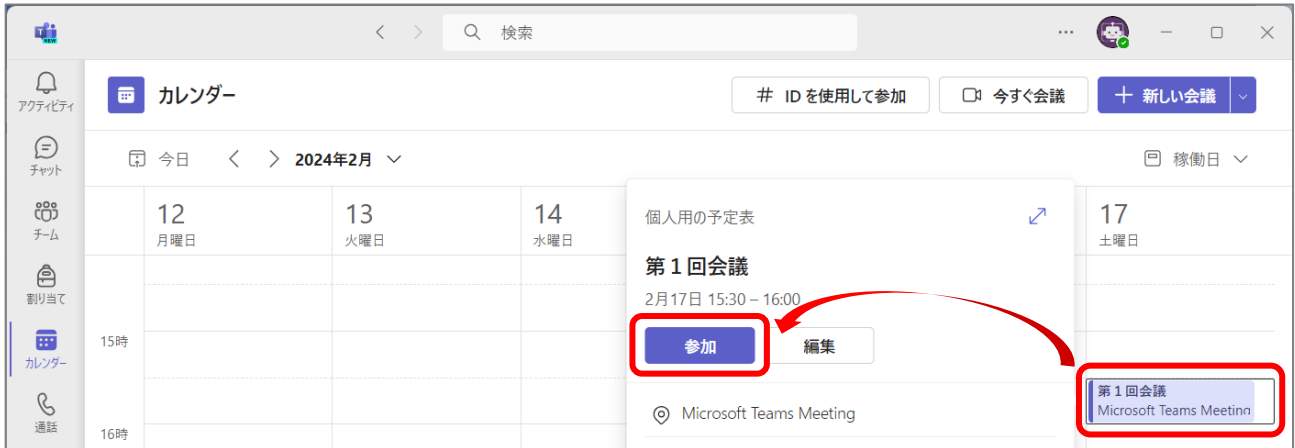 NEW
検索
アクティビティ
チャット
チーム
割り当て
カレンダー
通話
カレンダー
# IDを使用して参加
今すぐ会議
新しい会議
今日
2024年2月
稼働日
12
月曜日
13
火曜日
14
水曜日
17
土曜日
15時
16時
個人用の予定表
第1回会議
2月17日 15:30 – 16:00
参加
編集
Microsoft Teams Meeting
第1回会議
Microsoft Teams Meeting